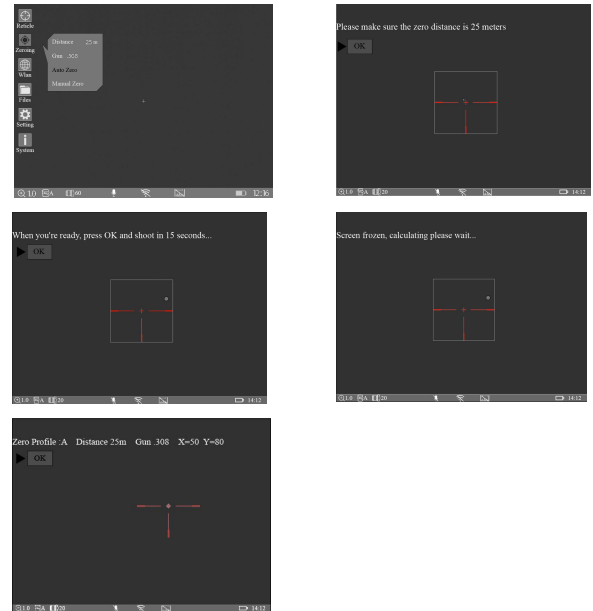 Reticle
Zeroing
Wlan
Files
Setting
System
Distance 25 m
Gun .308
Auto Zero
Manual Zero
1.0 A 60 12:36
Please make sure the zero distance is 25 meters
OK
1.0 A 20 14:12
When you're ready, press OK and shoot in 15 seconds...
OK
1.0 A 20 14:12
Screen frozen, calculating please wait...
1.0 A 20 14:12
Zero Profile :A Distance 25m Gun .308 X=50 Y=80
OK
1.0 A 20 14:12